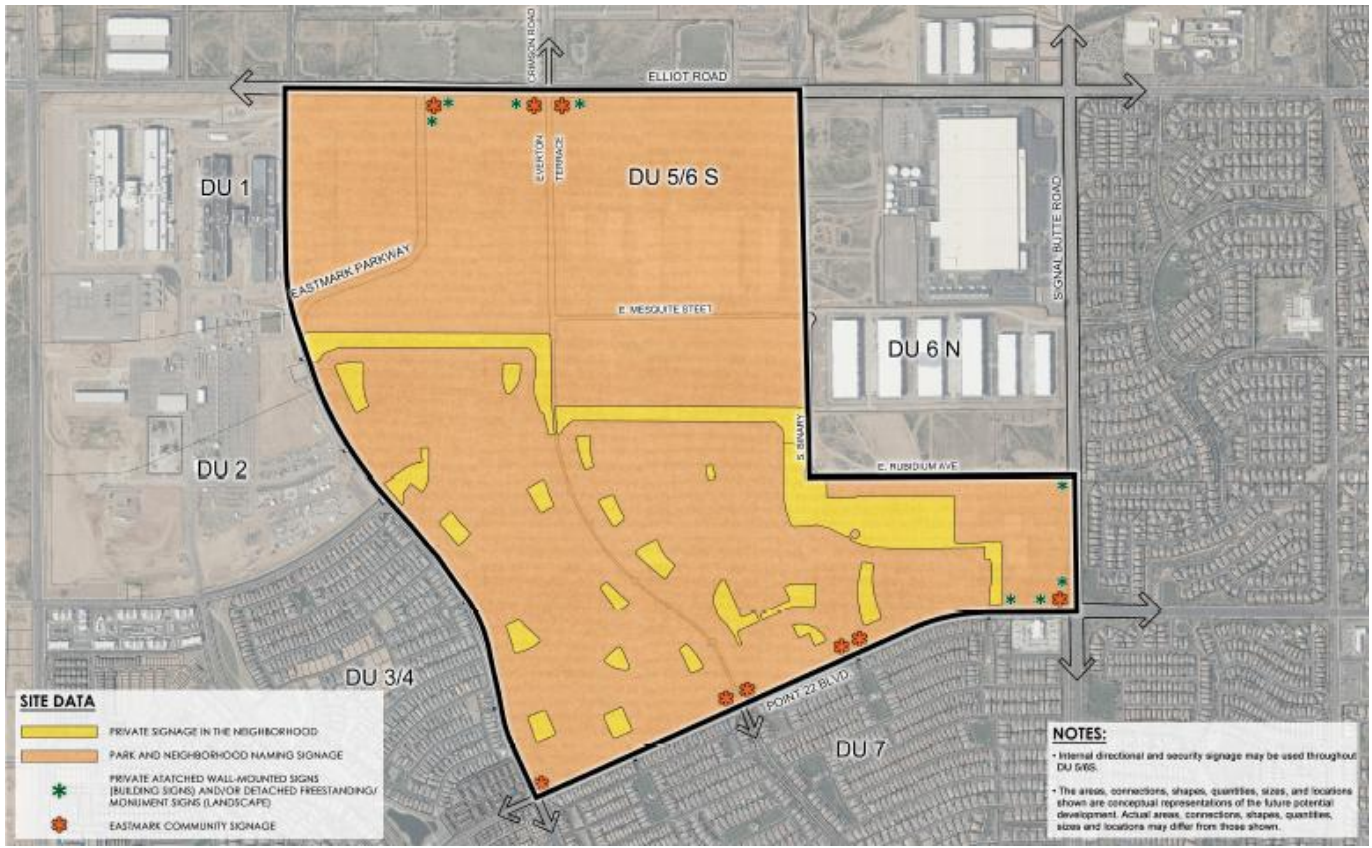 CRIMSON ROAD
ELLIOT ROAD
EVERTON
TERRACE
DU 5/6 S
DU 1
SIGNAL BUTTE ROAD
EASTMARK PARKWAY
E. MESQUITE STEET
DU 6 N
S. BINARY
DU 2
E. RUBIDIUM AVE
DU 3/4
POINT 22 BLVD
DU 7
SITE DATA
PRIVATE SIGNAGE IN THE NEIGHBORHOOD
PARK AND NEIGHBORHOOD NAMING SIGNAGE
PRIVATE ATATCHED WALL-MOUNTED SIGNS
(BUILDING SIGNS) AND/OR DETACHED FREESTANDING/
MONUMENT SIGNS (LANDSCAPE)
EASTMARK COMMUNITY SIGNAGE
NOTES:
• Internal directional and security signage may be used throughout
DU 5/6S.
• The areas, connections, shapes, quantities, sizes, and locations
shown are conceptual representations of the future potential
development. Actual areas, connections, shapes, quantities,
sizes and locations may differ from those shown.